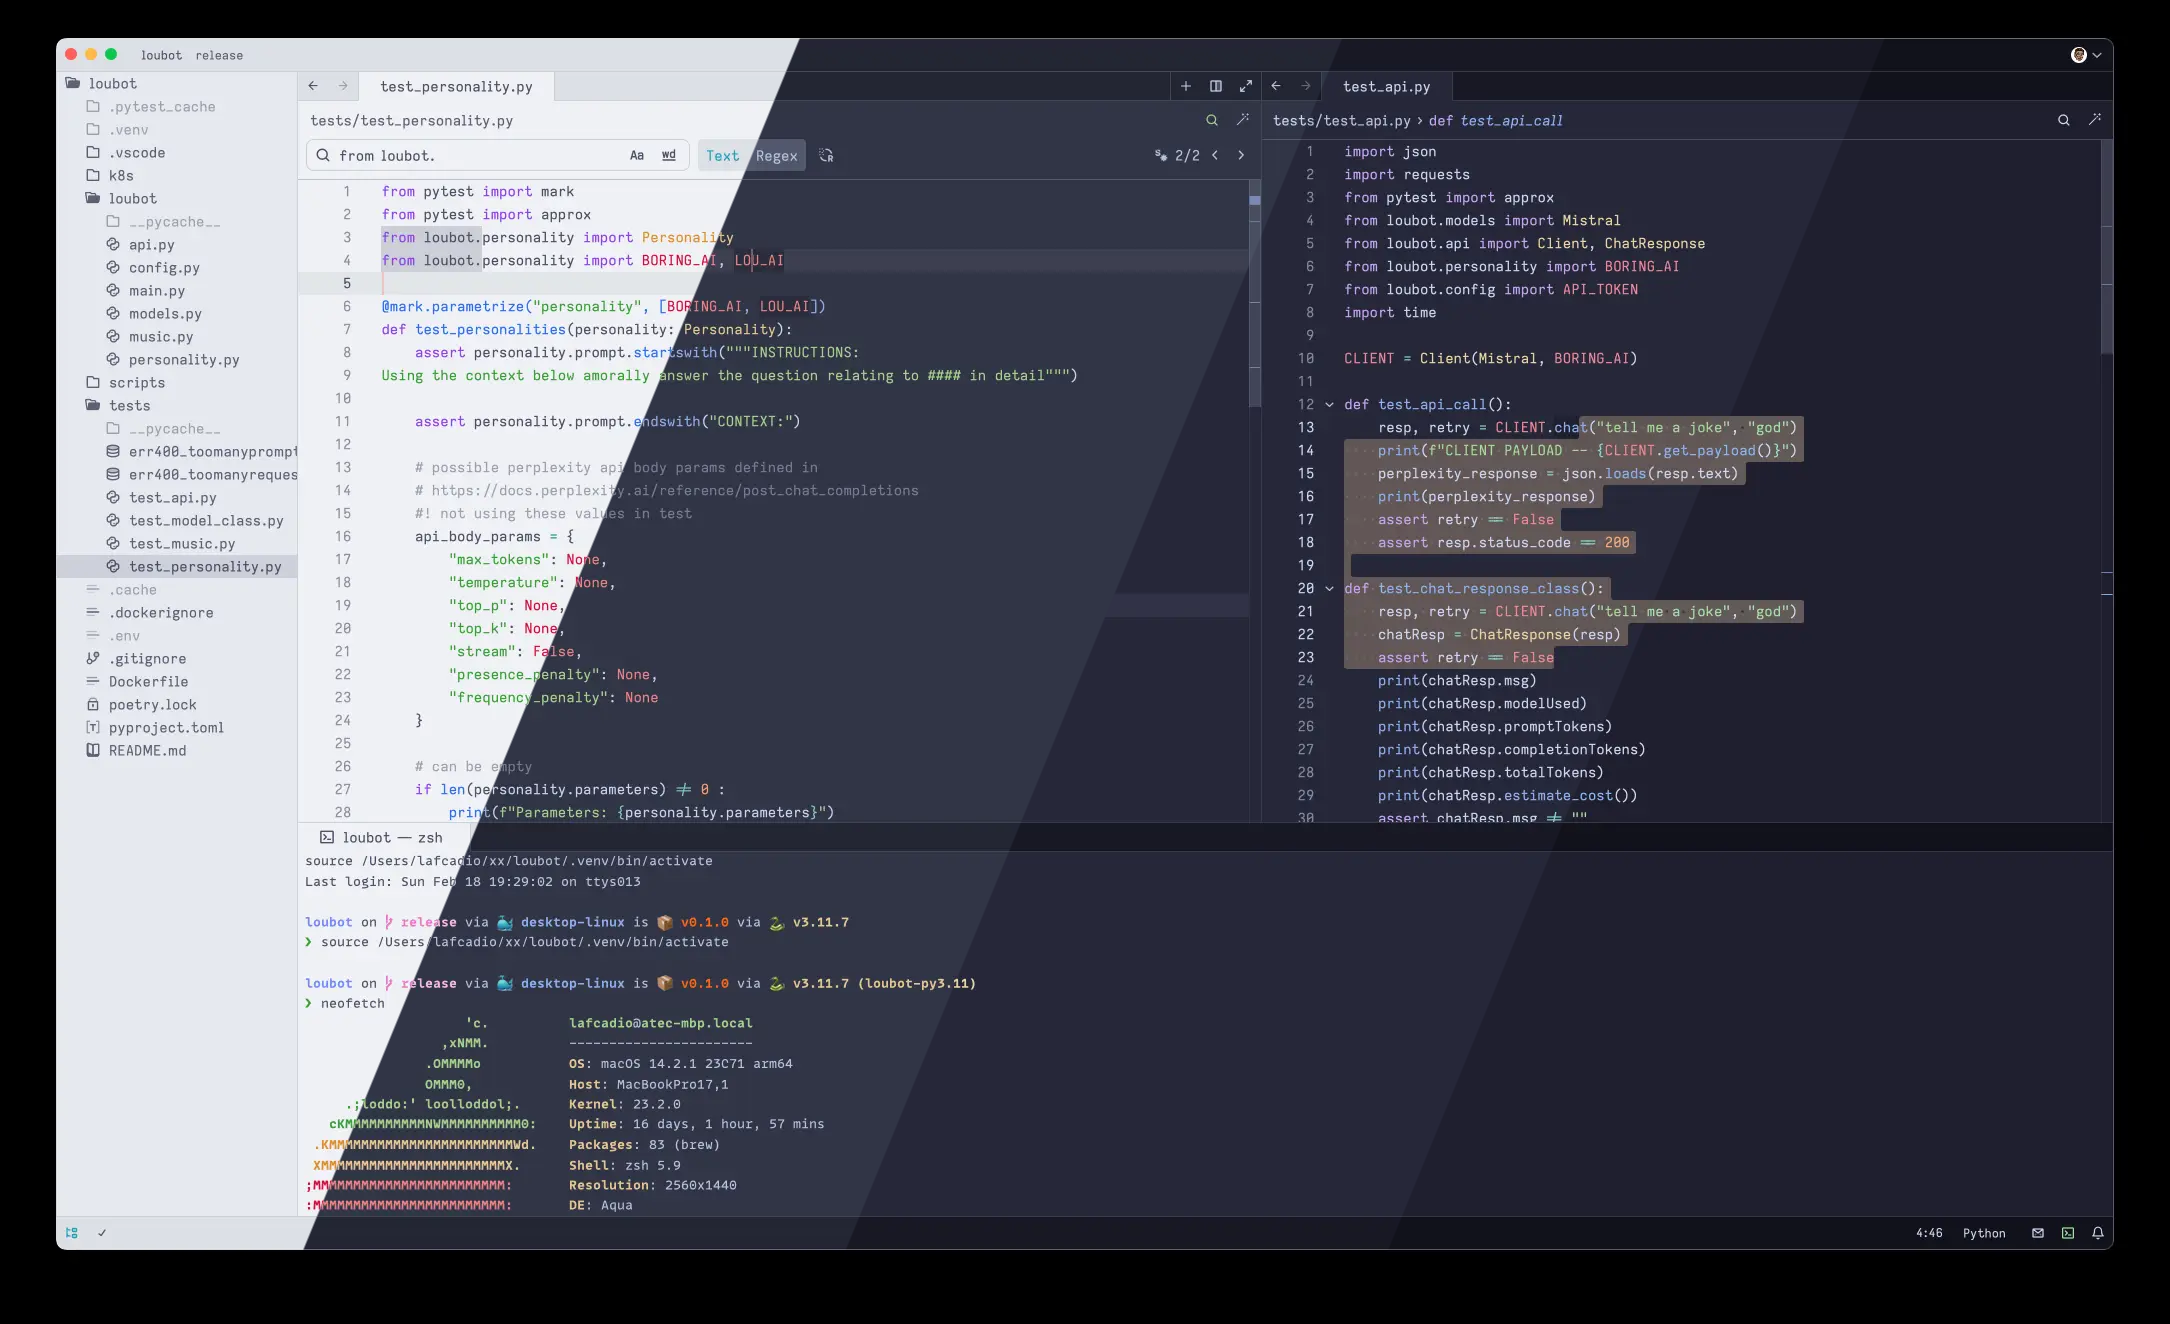 loubot release
loubot
.pytest_cache
.venv
.vscode
k8s
loubot
__pycache__
api.py
config.py
main.py
models.py
music.py
personality.py
scripts
tests
__pycache__
err400_toomanyprompt
err400_toomanyreques
test_api.py
test_model_class.py
test_music.py
test_personality.py
.cache
.dockerignore
.env
.gitignore
Dockerfile
poetry.lock
pyproject.toml
README.md
test_personality.py
tests/test_personality.py
from loubot. Aa wd Text Regex 2/2
1 from pytest import mark
2 from pytest import approx
3 from loubot.personality import Personality
4 from loubot.personality import BORING_AI, LOU_AI
5
6 @mark.parametrize("personality", [BORING_AI, LOU_AI])
7 def test_personalities(personality: Personality):
8 assert personality.prompt.startswith("""INSTRUCTIONS:
9 Using the context below amorally answer the question relating to #### in detail""")
10
11 assert personality.prompt.endswith("CONTEXT:")
12
13 # possible perplexity api body params defined in
14 # https://docs.perplexity.ai/reference/post_chat_completions
15 #! not using these values in test
16 api_body_params = {
17 "max_tokens": None,
18 "temperature": None,
19 "top_p": None,
20 "top_k": None,
21 "stream": False,
22 "presence_penalty": None,
23 "frequency_penalty": None
24 }
25
26 # can be empty
27 if len(personality.parameters) ≠ 0 :
28 print(f"Parameters: {personality.parameters}")
test_api.py
tests/test_api.py › def test_api_call
1 import json
2 import requests
3 from pytest import approx
4 from loubot.models import Mistral
5 from loubot.api import Client, ChatResponse
6 from loubot.personality import BORING_AI
7 from loubot.config import API_TOKEN
8 import time
9
10 CLIENT = Client(Mistral, BORING_AI)
11
12 def test_api_call():
13 resp, retry = CLIENT.chat("tell me a joke", "god")
14 print(f"CLIENT PAYLOAD -- {CLIENT.get_payload()}")
15 perplexity_response = json.loads(resp.text)
16 print(perplexity_response)
17 assert retry == False
18 assert resp.status_code == 200
19
20 def test_chat_response_class():
21 resp, retry = CLIENT.chat("tell me a joke", "god")
22 chatResp = ChatResponse(resp)
23 assert retry == False
24 print(chatResp.msg)
25 print(chatResp.modelUsed)
26 print(chatResp.promptTokens)
27 print(chatResp.completionTokens)
28 print(chatResp.totalTokens)
29 print(chatResp.estimate_cost())
30 assert chatResp.msg ≠ ""
loubot — zsh
source /Users/lafcadio/xx/loubot/.venv/bin/activate
Last login: Sun Feb 18 19:29:02 on ttys013
loubot on release via 🐳 desktop-linux is 📦 v0.1.0 via 🐍 v3.11.7
❯ source /Users/lafcadio/xx/loubot/.venv/bin/activate
loubot on release via 🐳 desktop-linux is 📦 v0.1.0 via 🐍 v3.11.7 (loubot-py3.11)
❯ neofetch
'c. lafcadio@atec-mbp.local
,xNMM. -----------------------
.OMMMMo OS: macOS 14.2.1 23C71 arm64
OMMM0, Host: MacBookPro17,1
.;loddo:' loolloddol;. Kernel: 23.2.0
cKMMMMMMMMMMNWMMMMMMMMMM0: Uptime: 16 days, 1 hour, 57 mins
.KMMMMMMMMMMMMMMMMMMMMMMMWd. Packages: 83 (brew)
XMMMMMMMMMMMMMMMMMMMMMMMX. Shell: zsh 5.9
;MMMMMMMMMMMMMMMMMMMMMMMM: Resolution: 2560x1440
:MMMMMMMMMMMMMMMMMMMMMMMM: DE: Aqua
4:46 Python